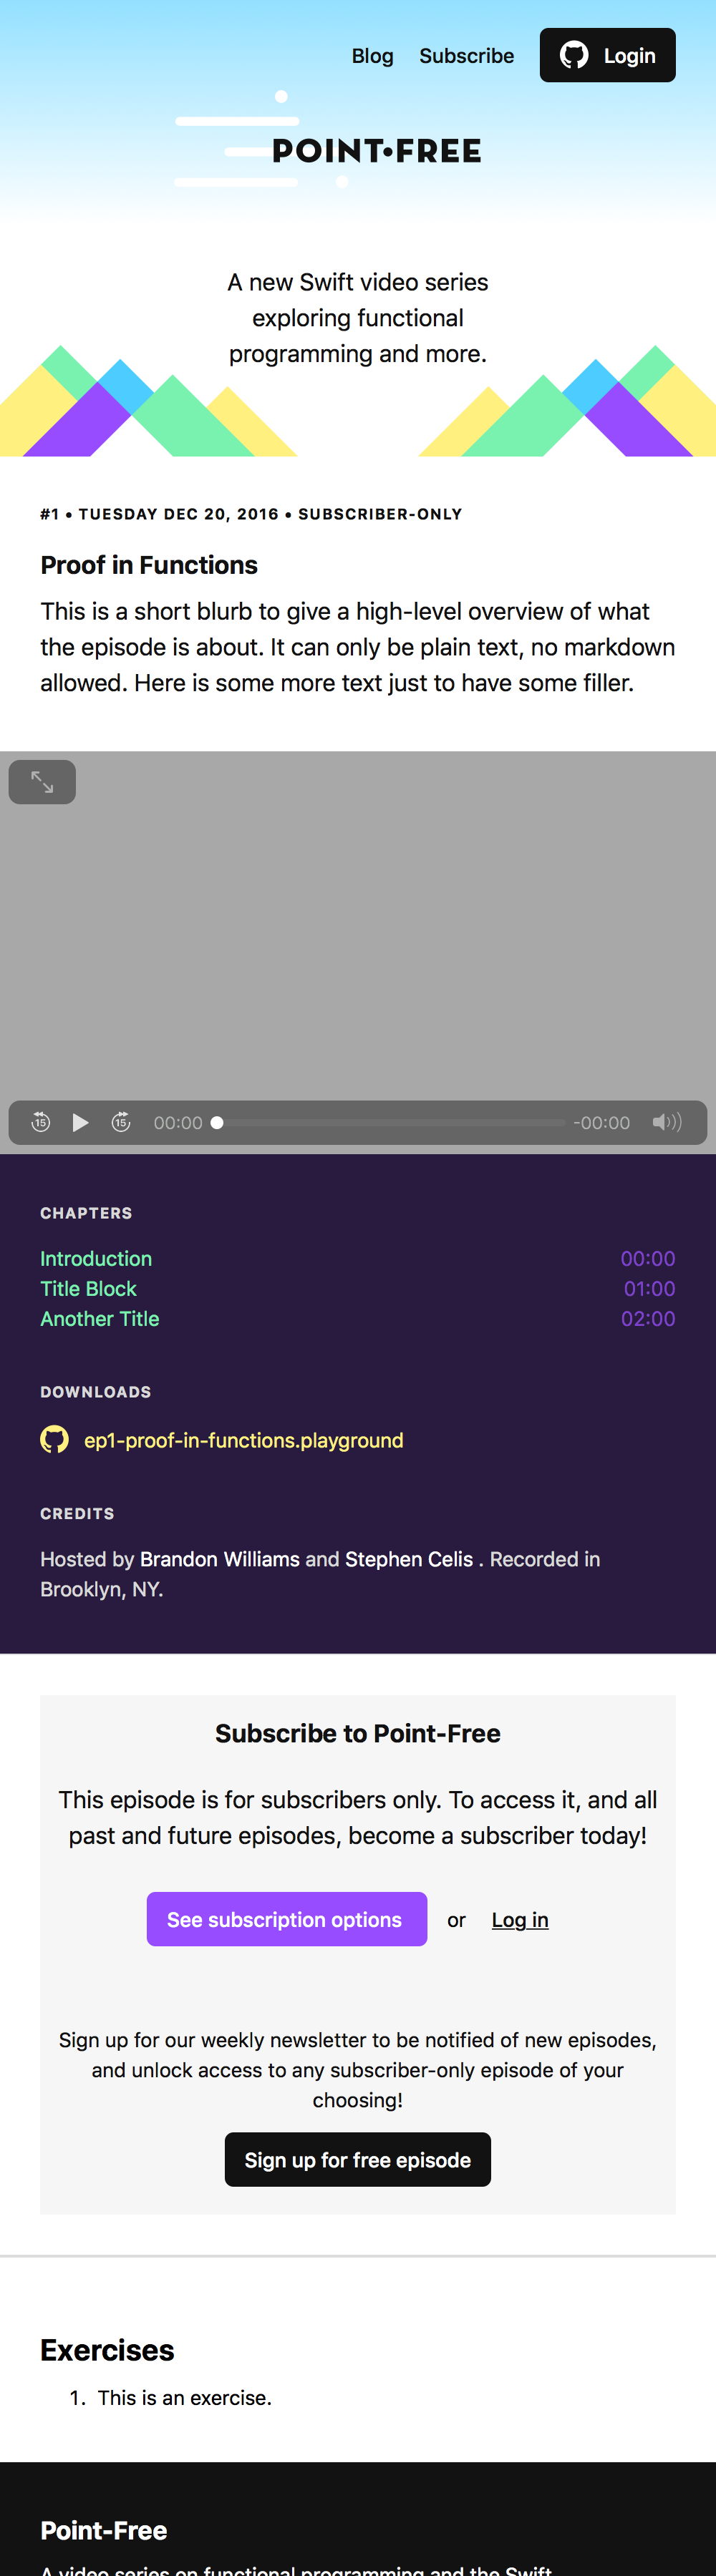 Blog Subscribe Login
POINT•FREE
A new Swift video series
exploring functional
programming and more.
#1 • TUESDAY DEC 20, 2016 • SUBSCRIBER-ONLY
Proof in Functions
This is a short blurb to give a high-level overview of what
the episode is about. It can only be plain text, no markdown
allowed. Here is some more text just to have some filler.
15 15 00:00 -00:00
CHAPTERS
Introduction 00:00
Title Block 01:00
Another Title 02:00
DOWNLOADS
ep1-proof-in-functions.playground
CREDITS
Hosted by Brandon Williams and Stephen Celis . Recorded in
Brooklyn, NY.
Subscribe to Point-Free
This episode is for subscribers only. To access it, and all
past and future episodes, become a subscriber today!
See subscription options or Log in
Sign up for our weekly newsletter to be notified of new episodes,
and unlock access to any subscriber-only episode of your
choosing!
Sign up for free episode
Exercises
1. This is an exercise.
Point-Free
A video series on functional programming and the Swift